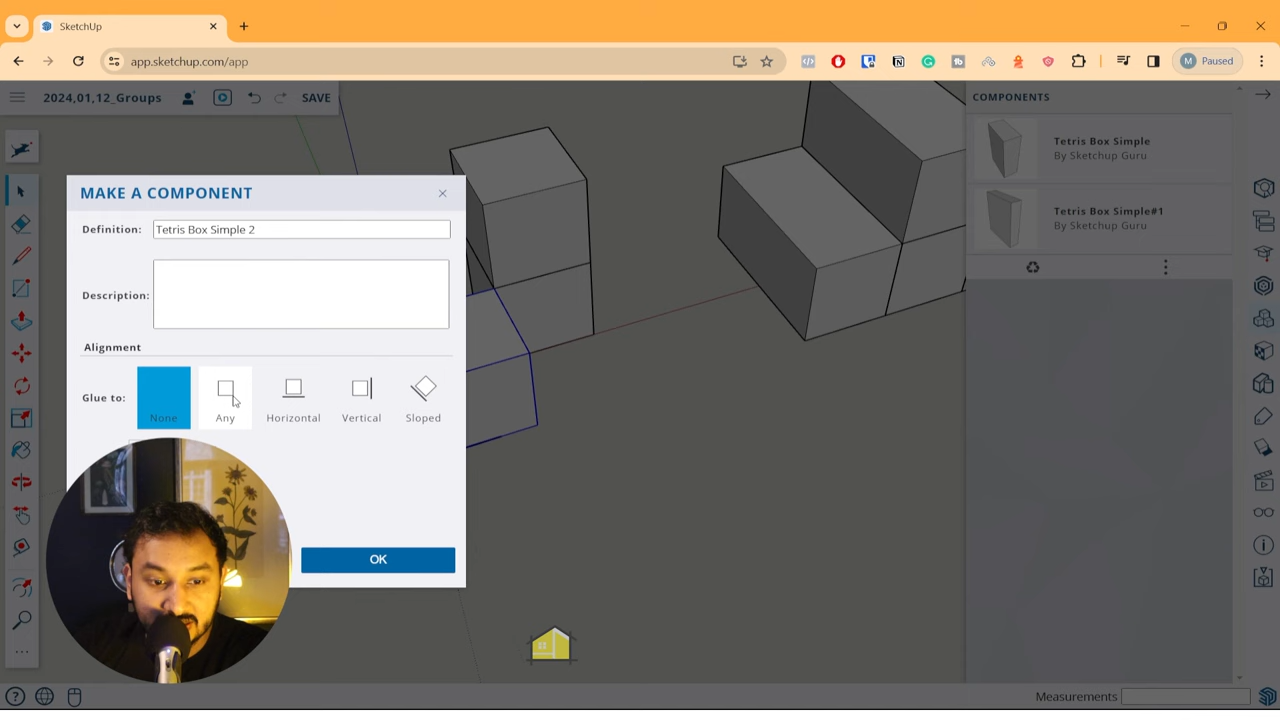 SketchUp
app.sketchup.com/app
M Paused
2024,01,12_Groups
SAVE
COMPONENTS
Tetris Box Simple
By Sketchup Guru
Tetris Box Simple#1
By Sketchup Guru
MAKE A COMPONENT
Definition: Tetris Box Simple 2
Description:
Alignment
Glue to: None Any Horizontal Vertical Sloped
OK
Measurements